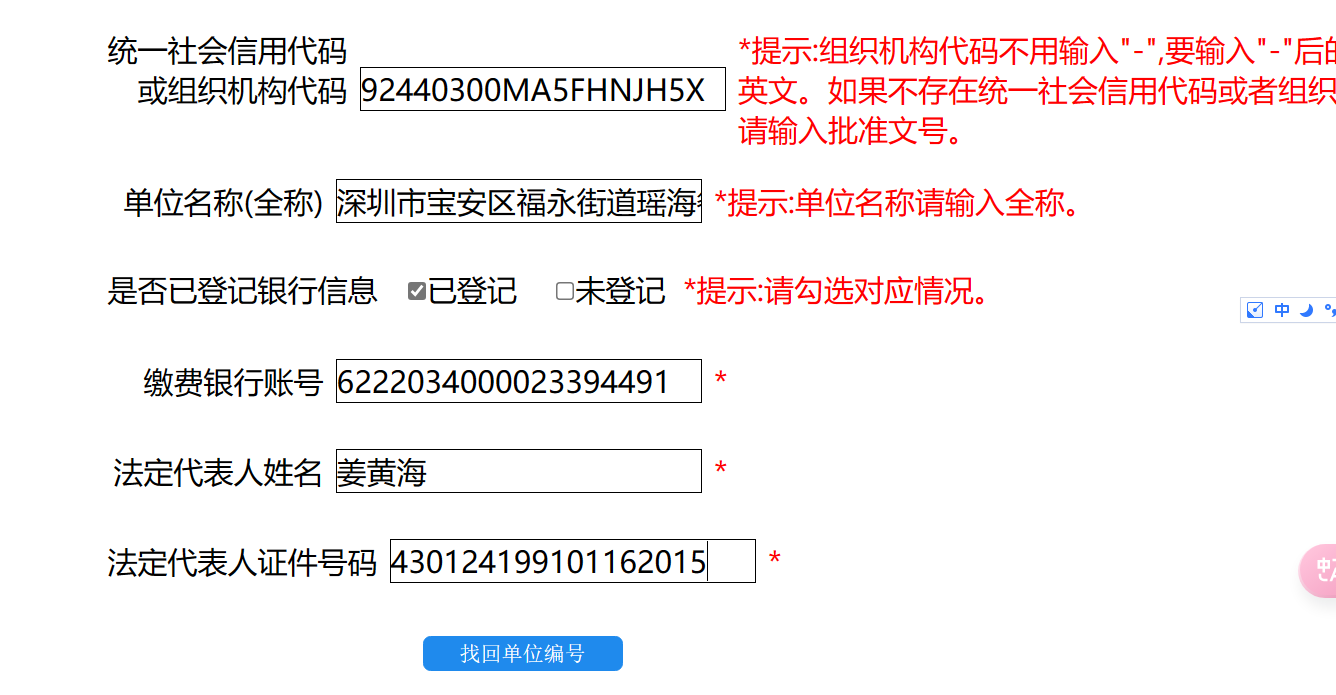 统一社会信用代码
或组织机构代码 92440300MA5FHNJH5X
*提示:组织机构代码不用输入"-",要输入"-"后的
英文。如果不存在统一社会信用代码或者组织
请输入批准文号。
单位名称(全称) 深圳市宝安区福永街道瑶海 *提示:单位名称请输入全称。
是否已登记银行信息 已登记 未登记 *提示:请勾选对应情况。
中
缴费银行账号 6222034000023394491 *
法定代表人姓名 姜黄海 *
法定代表人证件号码 430124199101162015 *
中
找回单位编号